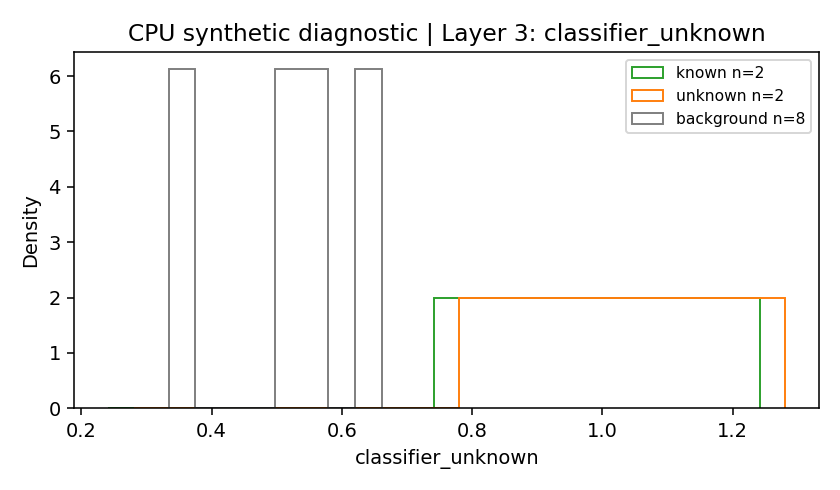 CPU synthetic diagnostic | Layer 3: classifier_unknown
known n=2
unknown n=2
background n=8
Density
6
5
4
3
2
1
0
0.2 0.4 0.6 0.8 1.0 1.2
classifier_unknown